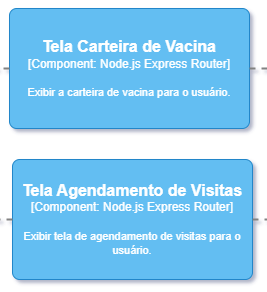 Tela Carteira de Vacina
[Component: Node.js Express Router]
Exibir a carteira de vacina para o usuário.
Tela Agendamento de Visitas
[Component: Node.js Express Router]
Exibir tela de agendamento de visitas para o
usuário.